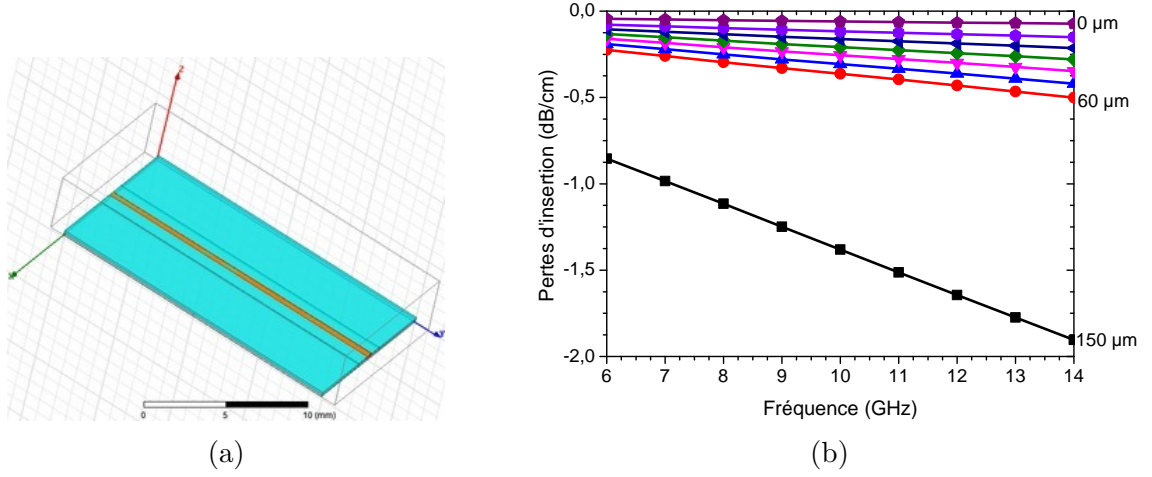 Z
0
5
10 (mm)
(a)
0,0
-0,5
-1,0
-1,5
-2,0
Pertes d'insertion (dB/cm)
0 µm
60 µm
150 µm
6 7 8 9 10 11 12 13 14
Fréquence (GHz)
(b)